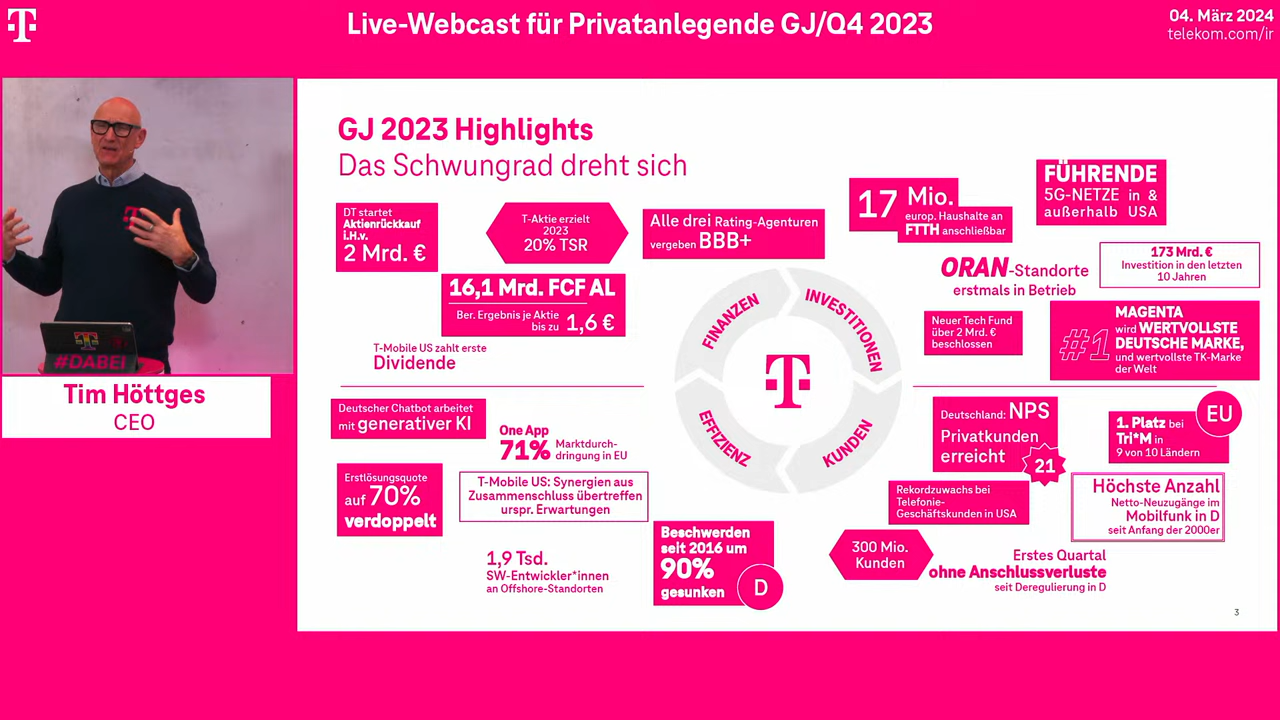 Live-Webcast für Privatanlegende GJ/Q4 2023
04. März 2024
telekom.com/ir
T
#DABEI
Tim Höttges
CEO
GJ 2023 Highlights
Das Schwungrad dreht sich
DT startet
Aktienrückkauf
i.H.v.
2 Mrd. €
T-Aktie erzielt
2023
20% TSR
Alle drei Rating-Agenturen
vergeben BBB+
16,1 Mrd. FCF AL
Ber. Ergebnis je Aktie
bis zu 1,6 €
T-Mobile US zahlt erste
Dividende
17 Mio.
europ. Haushalte an
FTTH anschließbar
FÜHRENDE
5G-NETZE in &
außerhalb USA
ORAN-Standorte
erstmals in Betrieb
173 Mrd. €
Investition in den letzten
10 Jahren
Neuer Tech Fund
über 2 Mrd. €
beschlossen
#1
MAGENTA
wird WERTVOLLSTE
DEUTSCHE MARKE,
und wertvollste TK-Marke
der Welt
FINANZEN
INVESTITIONEN
EFFIZIENZ
KUNDEN
T
Deutscher Chatbot arbeitet
mit generativer KI
One App
71% Marktdurch-
dringung in EU
Erstlösungsquote
auf 70%
verdoppelt
T-Mobile US: Synergien aus
Zusammenschluss übertreffen
urspr. Erwartungen
1,9 Tsd.
SW-Entwickler*innen
an Offshore-Standorten
Beschwerden
seit 2016 um
90%
gesunken
D
Deutschland: NPS
Privatkunden
erreicht
21
EU
1. Platz bei
Tri*M in
9 von 10 Ländern
Rekordzuwachs bei
Telefonie-
Geschäftskunden in USA
Höchste Anzahl
Netto-Neuzugänge im
Mobilfunk in D
seit Anfang der 2000er
300 Mio.
Kunden
Erstes Quartal
ohne Anschlussverluste
seit Deregulierung in D
3